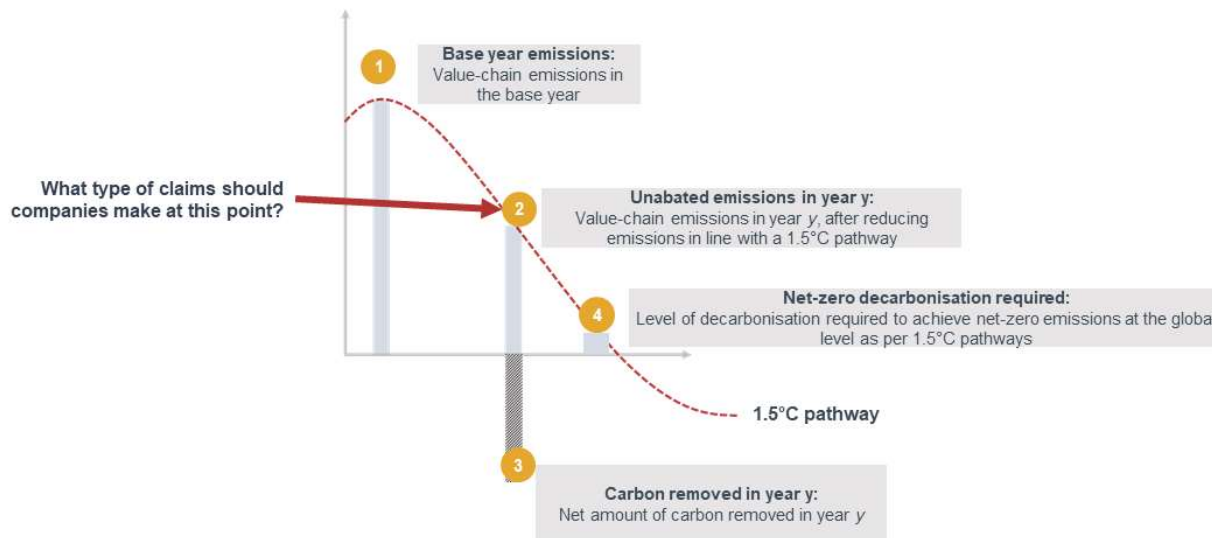 1
Base year emissions:
Value-chain emissions in
the base year
What type of claims should
companies make at this point?
2
Unabated emissions in year y:
Value-chain emissions in year y, after reducing
emissions in line with a 1.5°C pathway
4
Net-zero decarbonisation required:
Level of decarbonisation required to achieve net-zero emissions at the global
level as per 1.5°C pathways
1.5°C pathway
3
Carbon removed in year y:
Net amount of carbon removed in year y